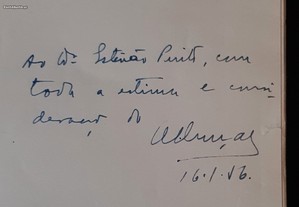 Ao Dr. Estevão Pinto, com
toda a estima e consi-
deração do
16.1.56.